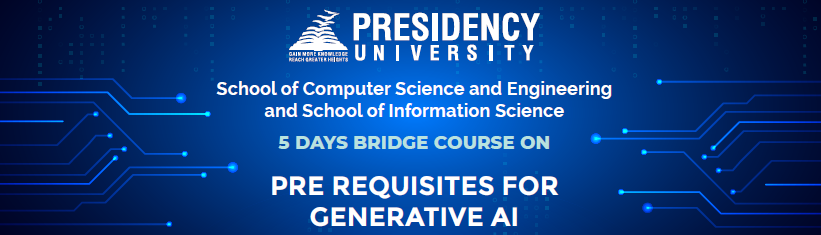 PRESIDENCY
UNIVERSITY
GAIN MORE KNOWLEDGE
REACH GREATER HEIGHTS
School of Computer Science and Engineering
and School of Information Science
5 DAYS BRIDGE COURSE ON
PRE REQUISITES FOR
GENERATIVE AI